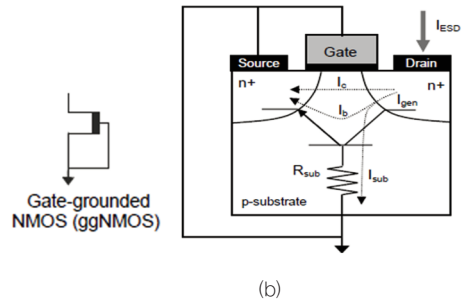 I_ESD
Gate
Source
Drain
n+
n+
I_c
I_b
I_gen
R_sub
I_sub
p-substrate
Gate-grounded
NMOS (ggNMOS)
(b)